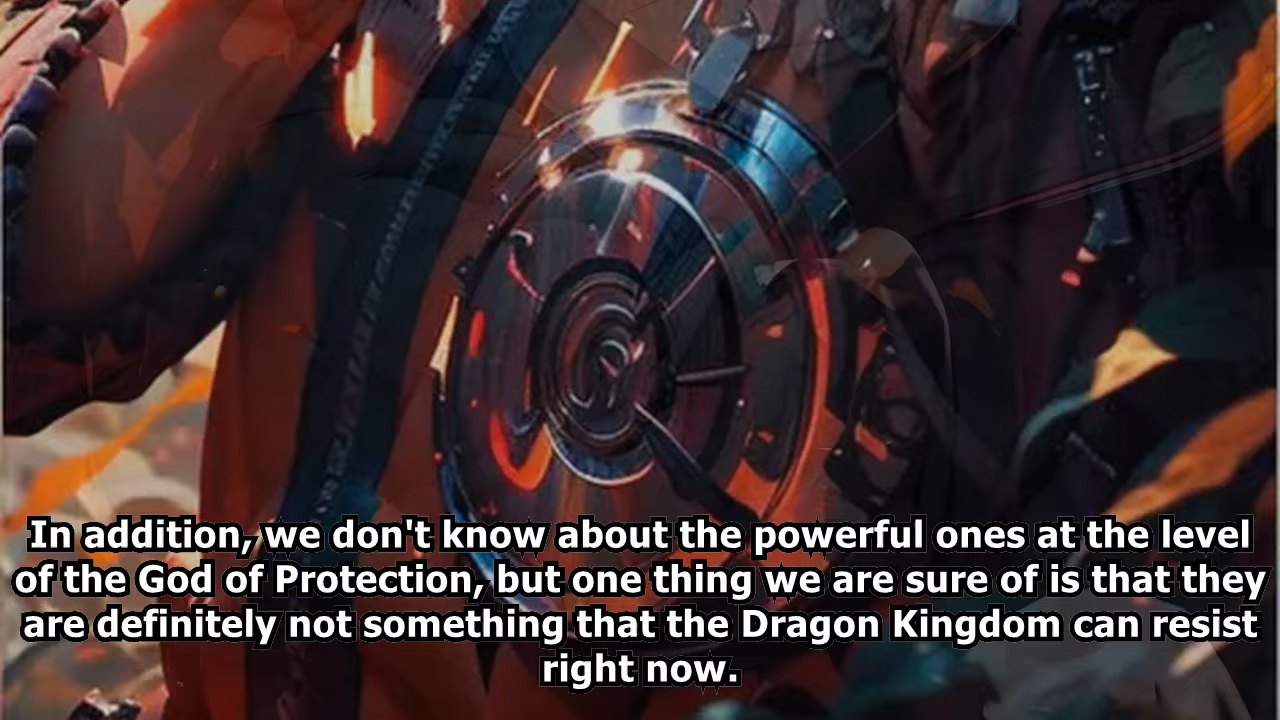 In addition, we don't know about the powerful ones at the level
of the God of Protection, but one thing we are sure of is that they
are definitely not something that the Dragon Kingdom can resist
right now.